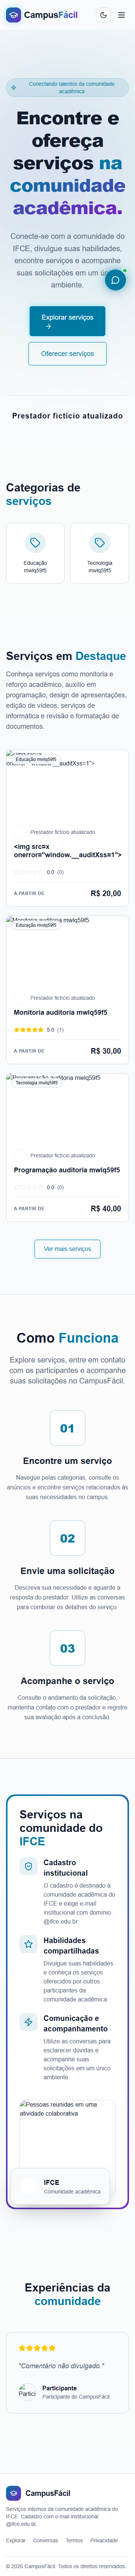 CampusFácil
Conectando talentos da comunidade
acadêmica
Encontre e
ofereça
serviços na
comunidade
acadêmica.
Conecte-se com a comunidade do
IFCE, divulgue suas habilidades,
encontre serviços e acompanhe
suas solicitações em um único
ambiente.
Explorar serviços
Oferecer serviços
Prestador fictício atualizado
Categorias de
serviços
Educação
mwlq59f5
Tecnologia
mwlq59f5
Serviços em Destaque
Conheça serviços como monitoria e
reforço acadêmico, auxílio em
programação, design de apresentações,
edição de vídeos, serviços de
informática e revisão e formatação de
documentos.
Educação mwlq59f5
onerror="window.__auditXss=1">
Prestador fictício atualizado
<img src=x
onerror="window.__auditXss=1">
0.0 (0)
A PARTIR DE
R$ 20,00
Monitoria auditoria mwlq59f5
Educação mwlq59f5
Prestador fictício atualizado
Monitoria auditoria mwlq59f5
5.0 (1)
A PARTIR DE
R$ 30,00
Programação auditoria mwlq59f5
Tecnologia mwlq59f5
Prestador fictício atualizado
Programação auditoria mwlq59f5
0.0 (0)
A PARTIR DE
R$ 40,00
Ver mais serviços
Como Funciona
Explore serviços, entre em contato
com os participantes e acompanhe
suas solicitações no CampusFácil.
01
Encontre um serviço
Navegue pelas categorias, consulte os
anúncios e encontre serviços relacionados às
suas necessidades no campus.
02
Envie uma solicitação
Descreva sua necessidade e aguarde a
resposta do prestador. Utilize as conversas
para combinar os detalhes do serviço.
03
Acompanhe o serviço
Consulte o andamento da solicitação,
mantenha contato com o prestador e registre
sua avaliação após a conclusão.
Serviços na
comunidade do
IFCE
Cadastro
institucional
O cadastro é destinado à
comunidade acadêmica do
IFCE e exige e-mail
institucional com domínio
@ifce.edu.br.
Habilidades
compartilhadas
Divulgue suas habilidades
e conheça os serviços
oferecidos por outros
participantes da
comunidade acadêmica.
Comunicação e
acompanhamento
Utilize as conversas para
esclarecer dúvidas e
acompanhe suas
solicitações em um único
ambiente.
Pessoas reunidas em uma
atividade colaborativa
IFCE
Comunidade acadêmica
Experiências da
comunidade
"Comentário não divulgado."
Partici
Participante
Participante do CampusFácil
CampusFácil
Serviços internos da comunidade acadêmica do
IFCE. Cadastro com e-mail institucional
@ifce.edu.br.
Explorar Conversas Termos Privacidade
© 2026 CampusFácil. Todos os direitos reservados.